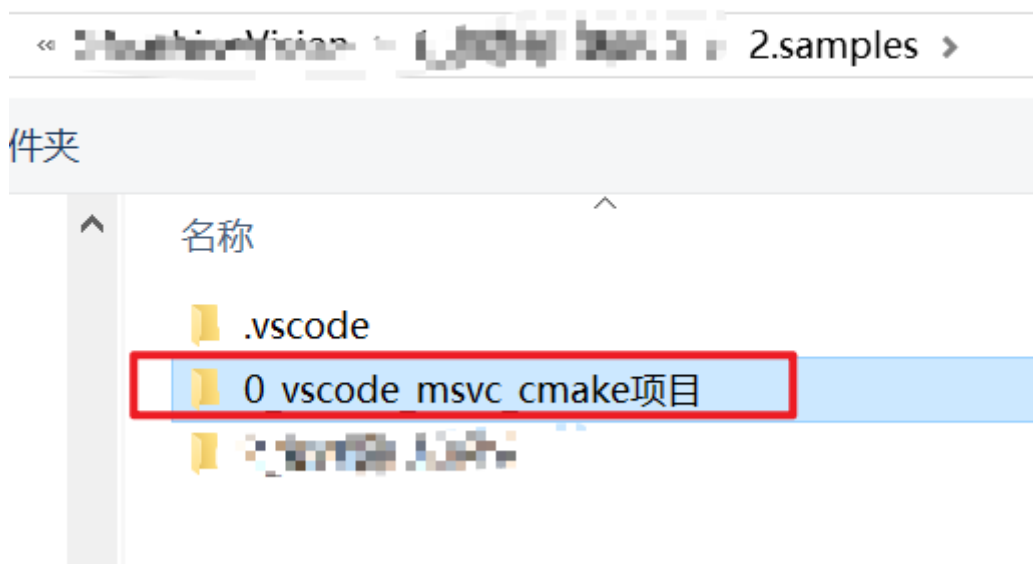 « 2.samples >
件夹
名称
.vscode
0_vscode_msvc_cmake项目